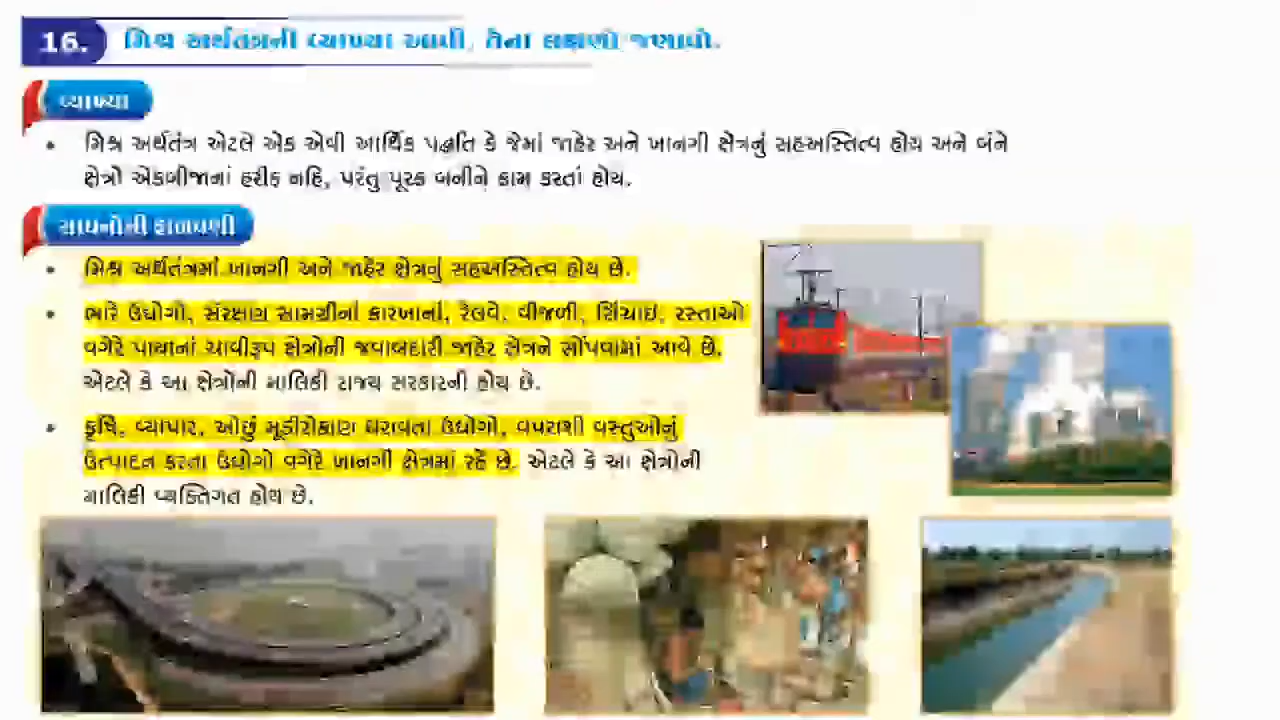 16. મિશ્ર અર્થતંત્રની વ્યાખ્યા આપી, તેના લક્ષણો જણાવો.
વ્યાખ્યા
• મિશ્ર અર્થતંત્ર એટલે એક એવી આર્થિક પદ્ધતિ કે જેમાં જાહેર અને ખાનગી ક્ષેત્રનું સહઅસ્તિત્વ હોય અને બંને
ક્ષેત્રો એકબીજાનાં હરીફ નહિ, પરંતુ પૂરક બનીને કામ કરતાં હોય.
સાધનોની ફાળવણી
• મિશ્ર અર્થતંત્રમાં ખાનગી અને જાહેર ક્ષેત્રનું સહઅસ્તિત્વ હોય છે.
• ભારે ઉદ્યોગો, સંરક્ષણ સામગ્રીનાં કારખાનાં, રેલવે, વીજળી, સિંચાઇ, રસ્તાઓ
વગેરે પાયાનાં ચાવીરૂપ ક્ષેત્રોની જવાબદારી જાહેર ક્ષેત્રને સોંપવામાં આવે છે.
એટલે કે આ ક્ષેત્રોની માલિકી રાજ્ય સરકારની હોય છે.
• કૃષિ, વ્યાપાર, ઓછું મૂડીરોકાણ ધરાવતા ઉદ્યોગો, વપરાશી વસ્તુઓનું
ઉત્પાદન કરતા ઉદ્યોગો વગેરે ખાનગી ક્ષેત્રમાં રહે છે. એટલે કે આ ક્ષેત્રોની
માલિકી વ્યક્તિગત હોય છે.